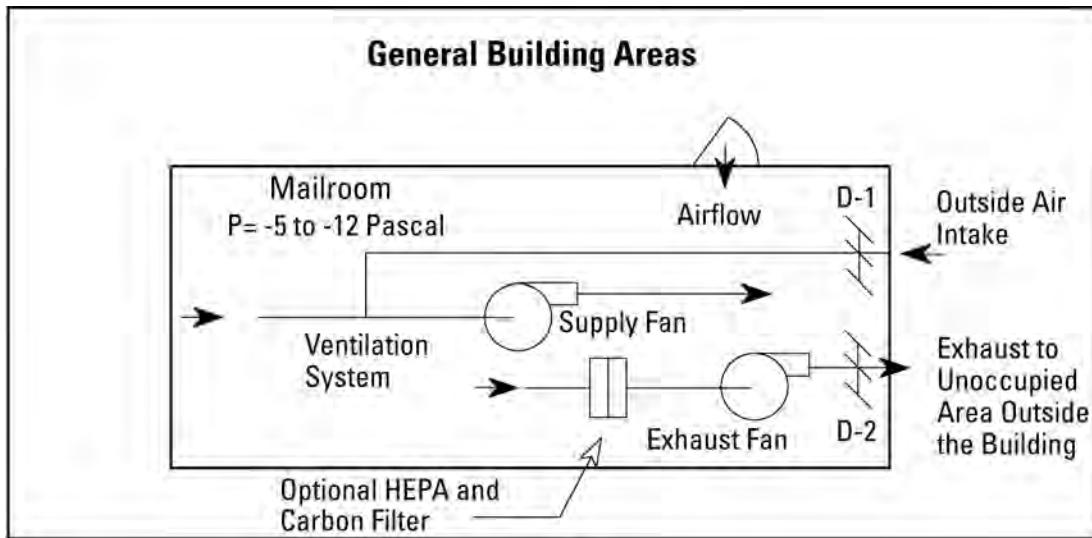 General Building Areas
Mailroom
P= -5 to -12 Pascal
Airflow
D-1
Outside Air
Intake
Supply Fan
Ventilation
System
Exhaust Fan
D-2
Exhaust to
Unoccupied
Area Outside
the Building
Optional HEPA and
Carbon Filter